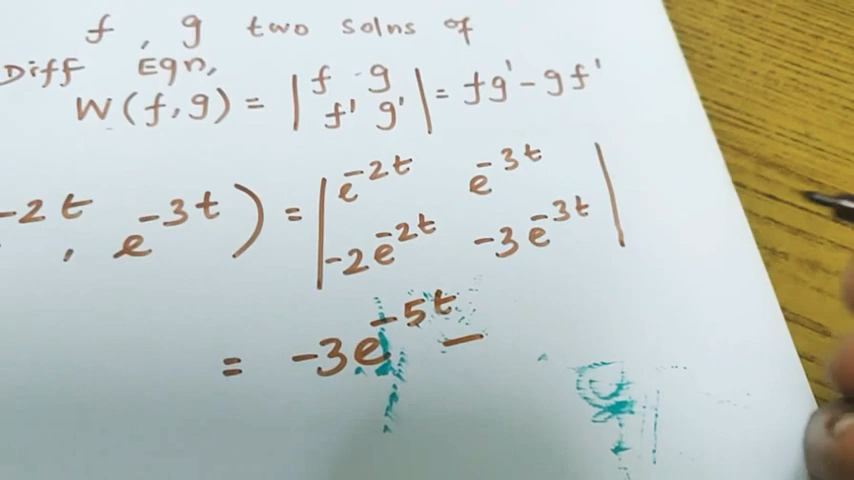 f , g two solns of
Diff Eqn,
W(f,g) = | f g | = fg' - gf'
| f' g' |
-2t , e^-3t ) = | e^-2t e^-3t |
| -2e^-2t -3e^-3t |
= -3e^-5t -